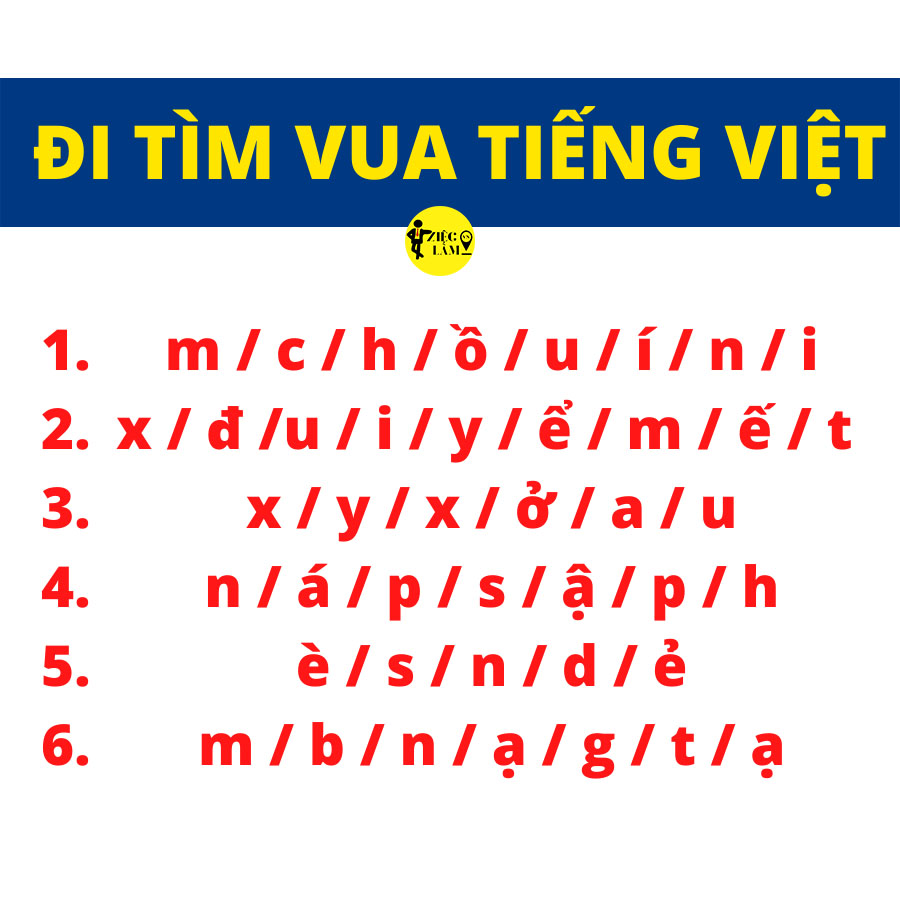 ĐI TÌM VUA TIẾNG VIỆT
VIỆC
LÀM
1. m / c / h / ồ / u / í / n / i
2. x / đ /u / i / y / ể / m / ế / t
3. x / y / x / ở / a / u
4. n / á / p / s / ậ / p / h
5. è / s / n / d / ẻ
6. m / b / n / ạ / g / t / ạ